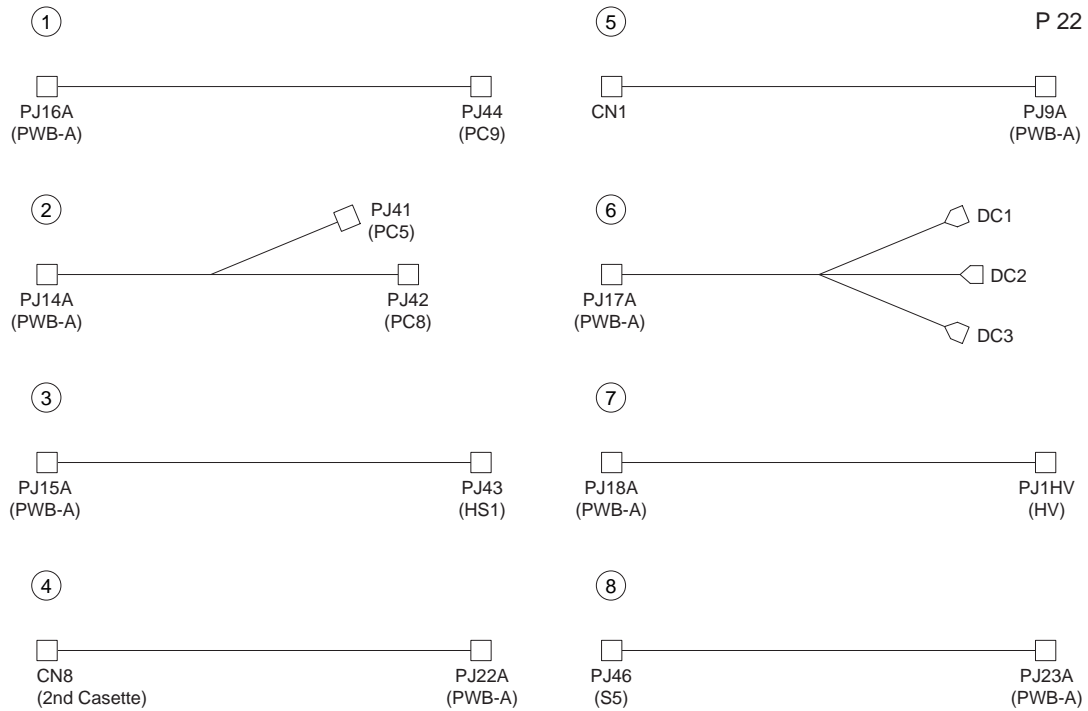 1
PJ16A
(PWB-A)
PJ44
(PC9)
2
PJ41
(PC5)
PJ14A
(PWB-A)
PJ42
(PC8)
3
PJ15A
(PWB-A)
PJ43
(HS1)
4
CN8
(2nd Casette)
PJ22A
(PWB-A)
5
P 22
CN1
PJ9A
(PWB-A)
6
DC1
DC2
DC3
PJ17A
(PWB-A)
7
PJ18A
(PWB-A)
PJ1HV
(HV)
8
PJ46
(S5)
PJ23A
(PWB-A)